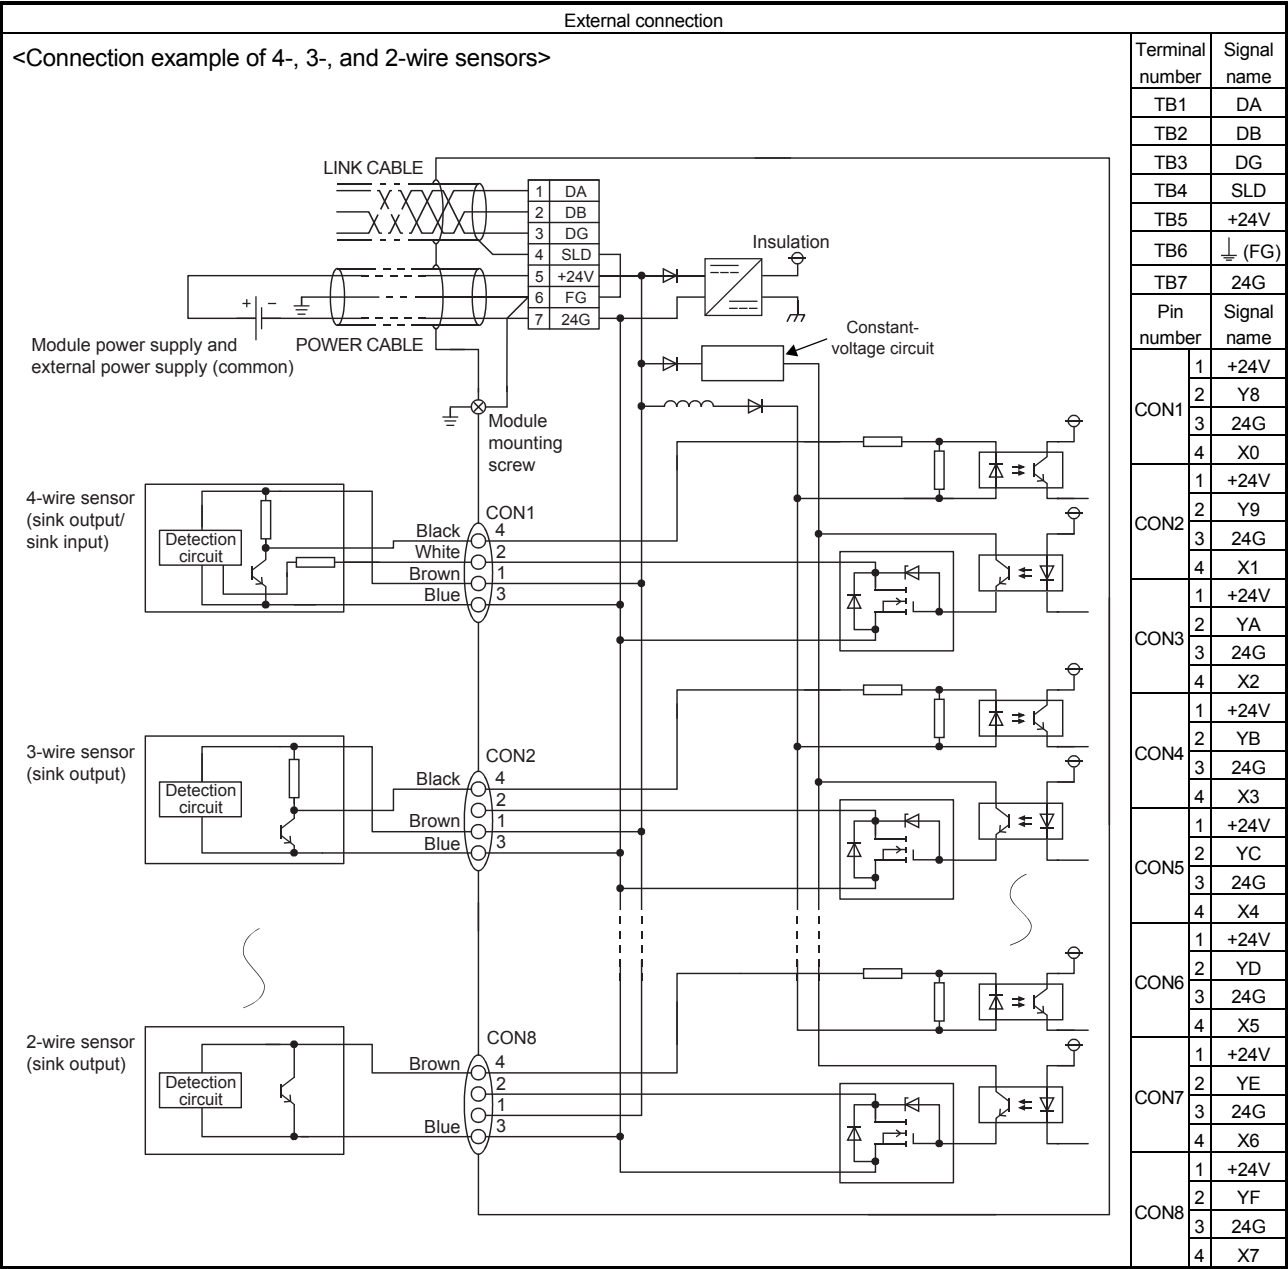 External connection
<Connection example of 4-, 3-, and 2-wire sensors>
LINK CABLE
1 DA
2 DB
3 DG
4 SLD
5 +24V
6 FG
7 24G
Insulation
+ −
Module power supply and
external power supply (common)
POWER CABLE
Constant-
voltage circuit
Module
mounting
screw
4-wire sensor
(sink output/
sink input)
Detection
circuit
CON1
Black 4
White 2
Brown 1
Blue 3
3-wire sensor
(sink output)
Detection
circuit
CON2
Black 4
2
Brown 1
Blue 3
2-wire sensor
(sink output)
Detection
circuit
CON8
Brown 4
2
1
Blue 3
Terminal number Signal name
TB1 DA
TB2 DB
TB3 DG
TB4 SLD
TB5 +24V
TB6 (FG)
TB7 24G
Pin number Signal name
CON1 1 +24V
2 Y8
3 24G
4 X0
CON2 1 +24V
2 Y9
3 24G
4 X1
CON3 1 +24V
2 YA
3 24G
4 X2
CON4 1 +24V
2 YB
3 24G
4 X3
CON5 1 +24V
2 YC
3 24G
4 X4
CON6 1 +24V
2 YD
3 24G
4 X5
CON7 1 +24V
2 YE
3 24G
4 X6
CON8 1 +24V
2 YF
3 24G
4 X7